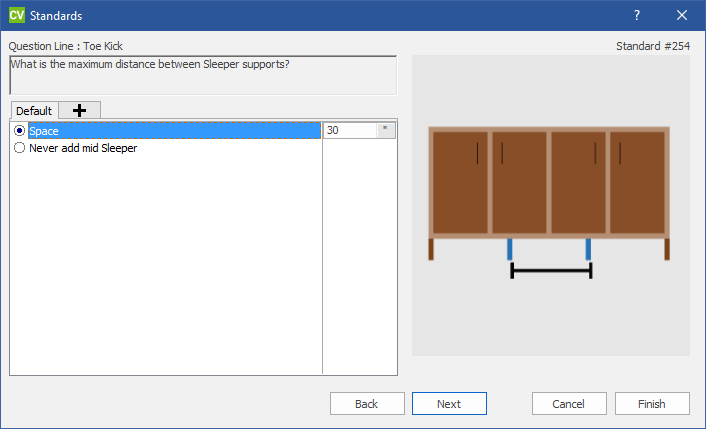 CV Standards ?
Question Line : Toe Kick Standard #254
What is the maximum distance between Sleeper supports?
Default
Space 30 "
Never add mid Sleeper
Back Next Cancel Finish